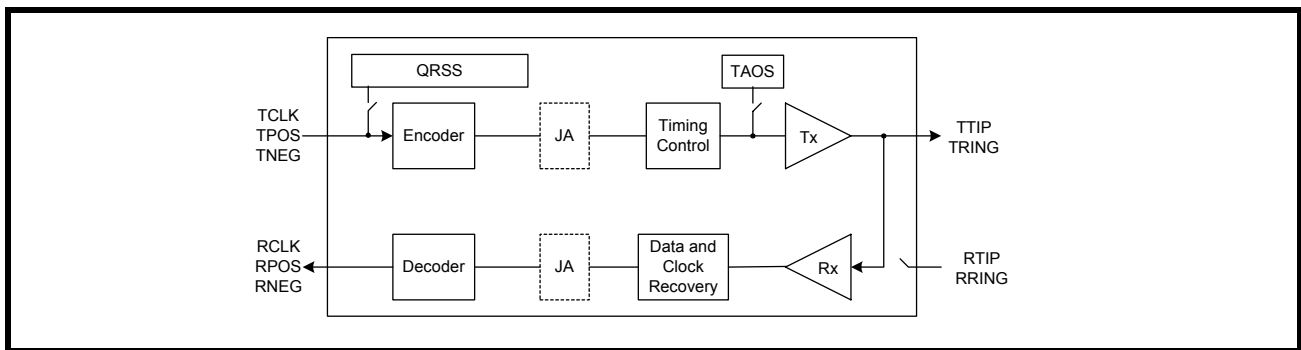 QRSS
TAOS
TCLK
TPOS
TNEG
Encoder
JA
Timing
Control
Tx
TTIP
TRING
RCLK
RPOS
RNEG
Decoder
JA
Data and
Clock
Recovery
Rx
RTIP
RRING